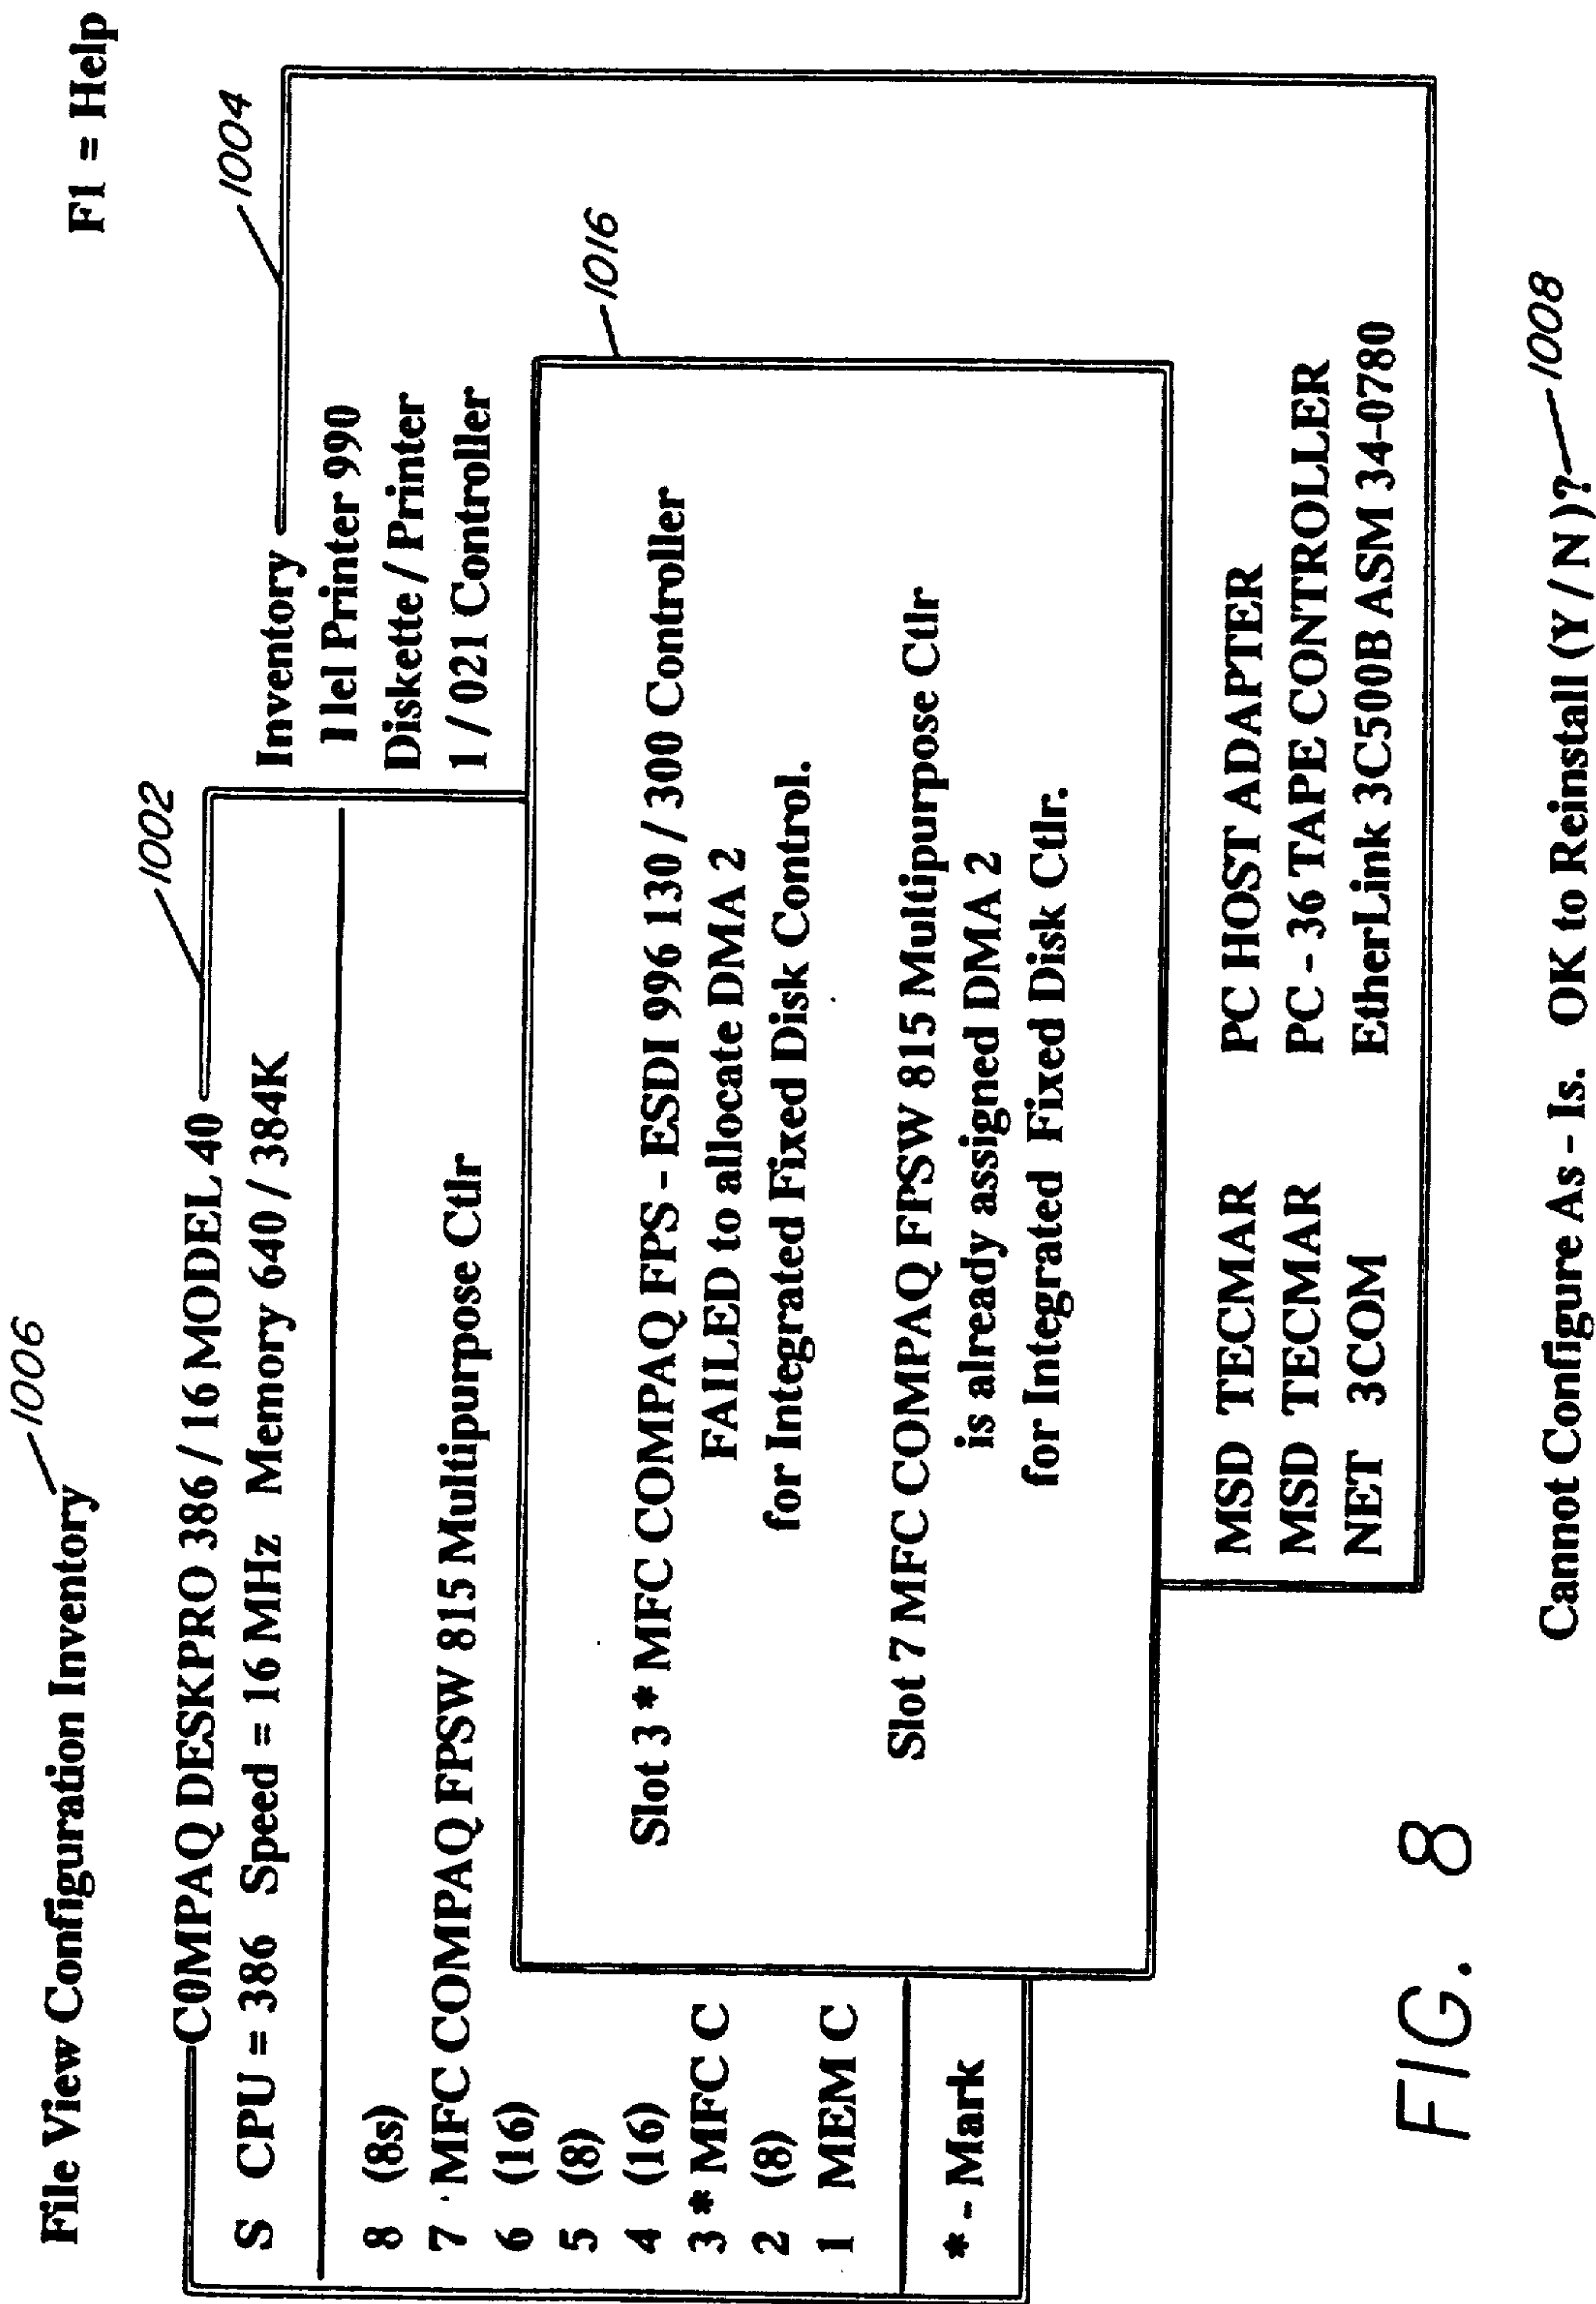 File View Configuration Inventory
1006
F1 = Help
COMPAQ DESKPRO 386 / 16 MODEL 40
1002
S CPU = 386 Speed = 16 MHz Memory 640 / 384K
Inventory
1004
1 lel Printer 990
Diskette / Printer
1 / 021 Controller
8 (8s)
7 MFC COMPAQ FPSW 815 Multipurpose Ctlr
6 (16)
5 (8)
4 (16)
3 * MFC C
2 (8)
1 MEM C
* - Mark
1016
Slot 3 * MFC COMPAQ FPS - ESDI 996 130 / 300 Controller
FAILED to allocate DMA 2
for Integrated Fixed Disk Control.
Slot 7 MFC COMPAQ FPSW 815 Multipurpose Ctlr
is already assigned DMA 2
for Integrated Fixed Disk Ctlr.
MSD TECMAR PC HOST ADAPTER
MSD TECMAR PC - 36 TAPE CONTROLLER
NET 3COM EtherLink 3C500B ASM 34-0780
Cannot Configure As - Is. OK to Reinstall (Y / N)?
1008
FIG. 8